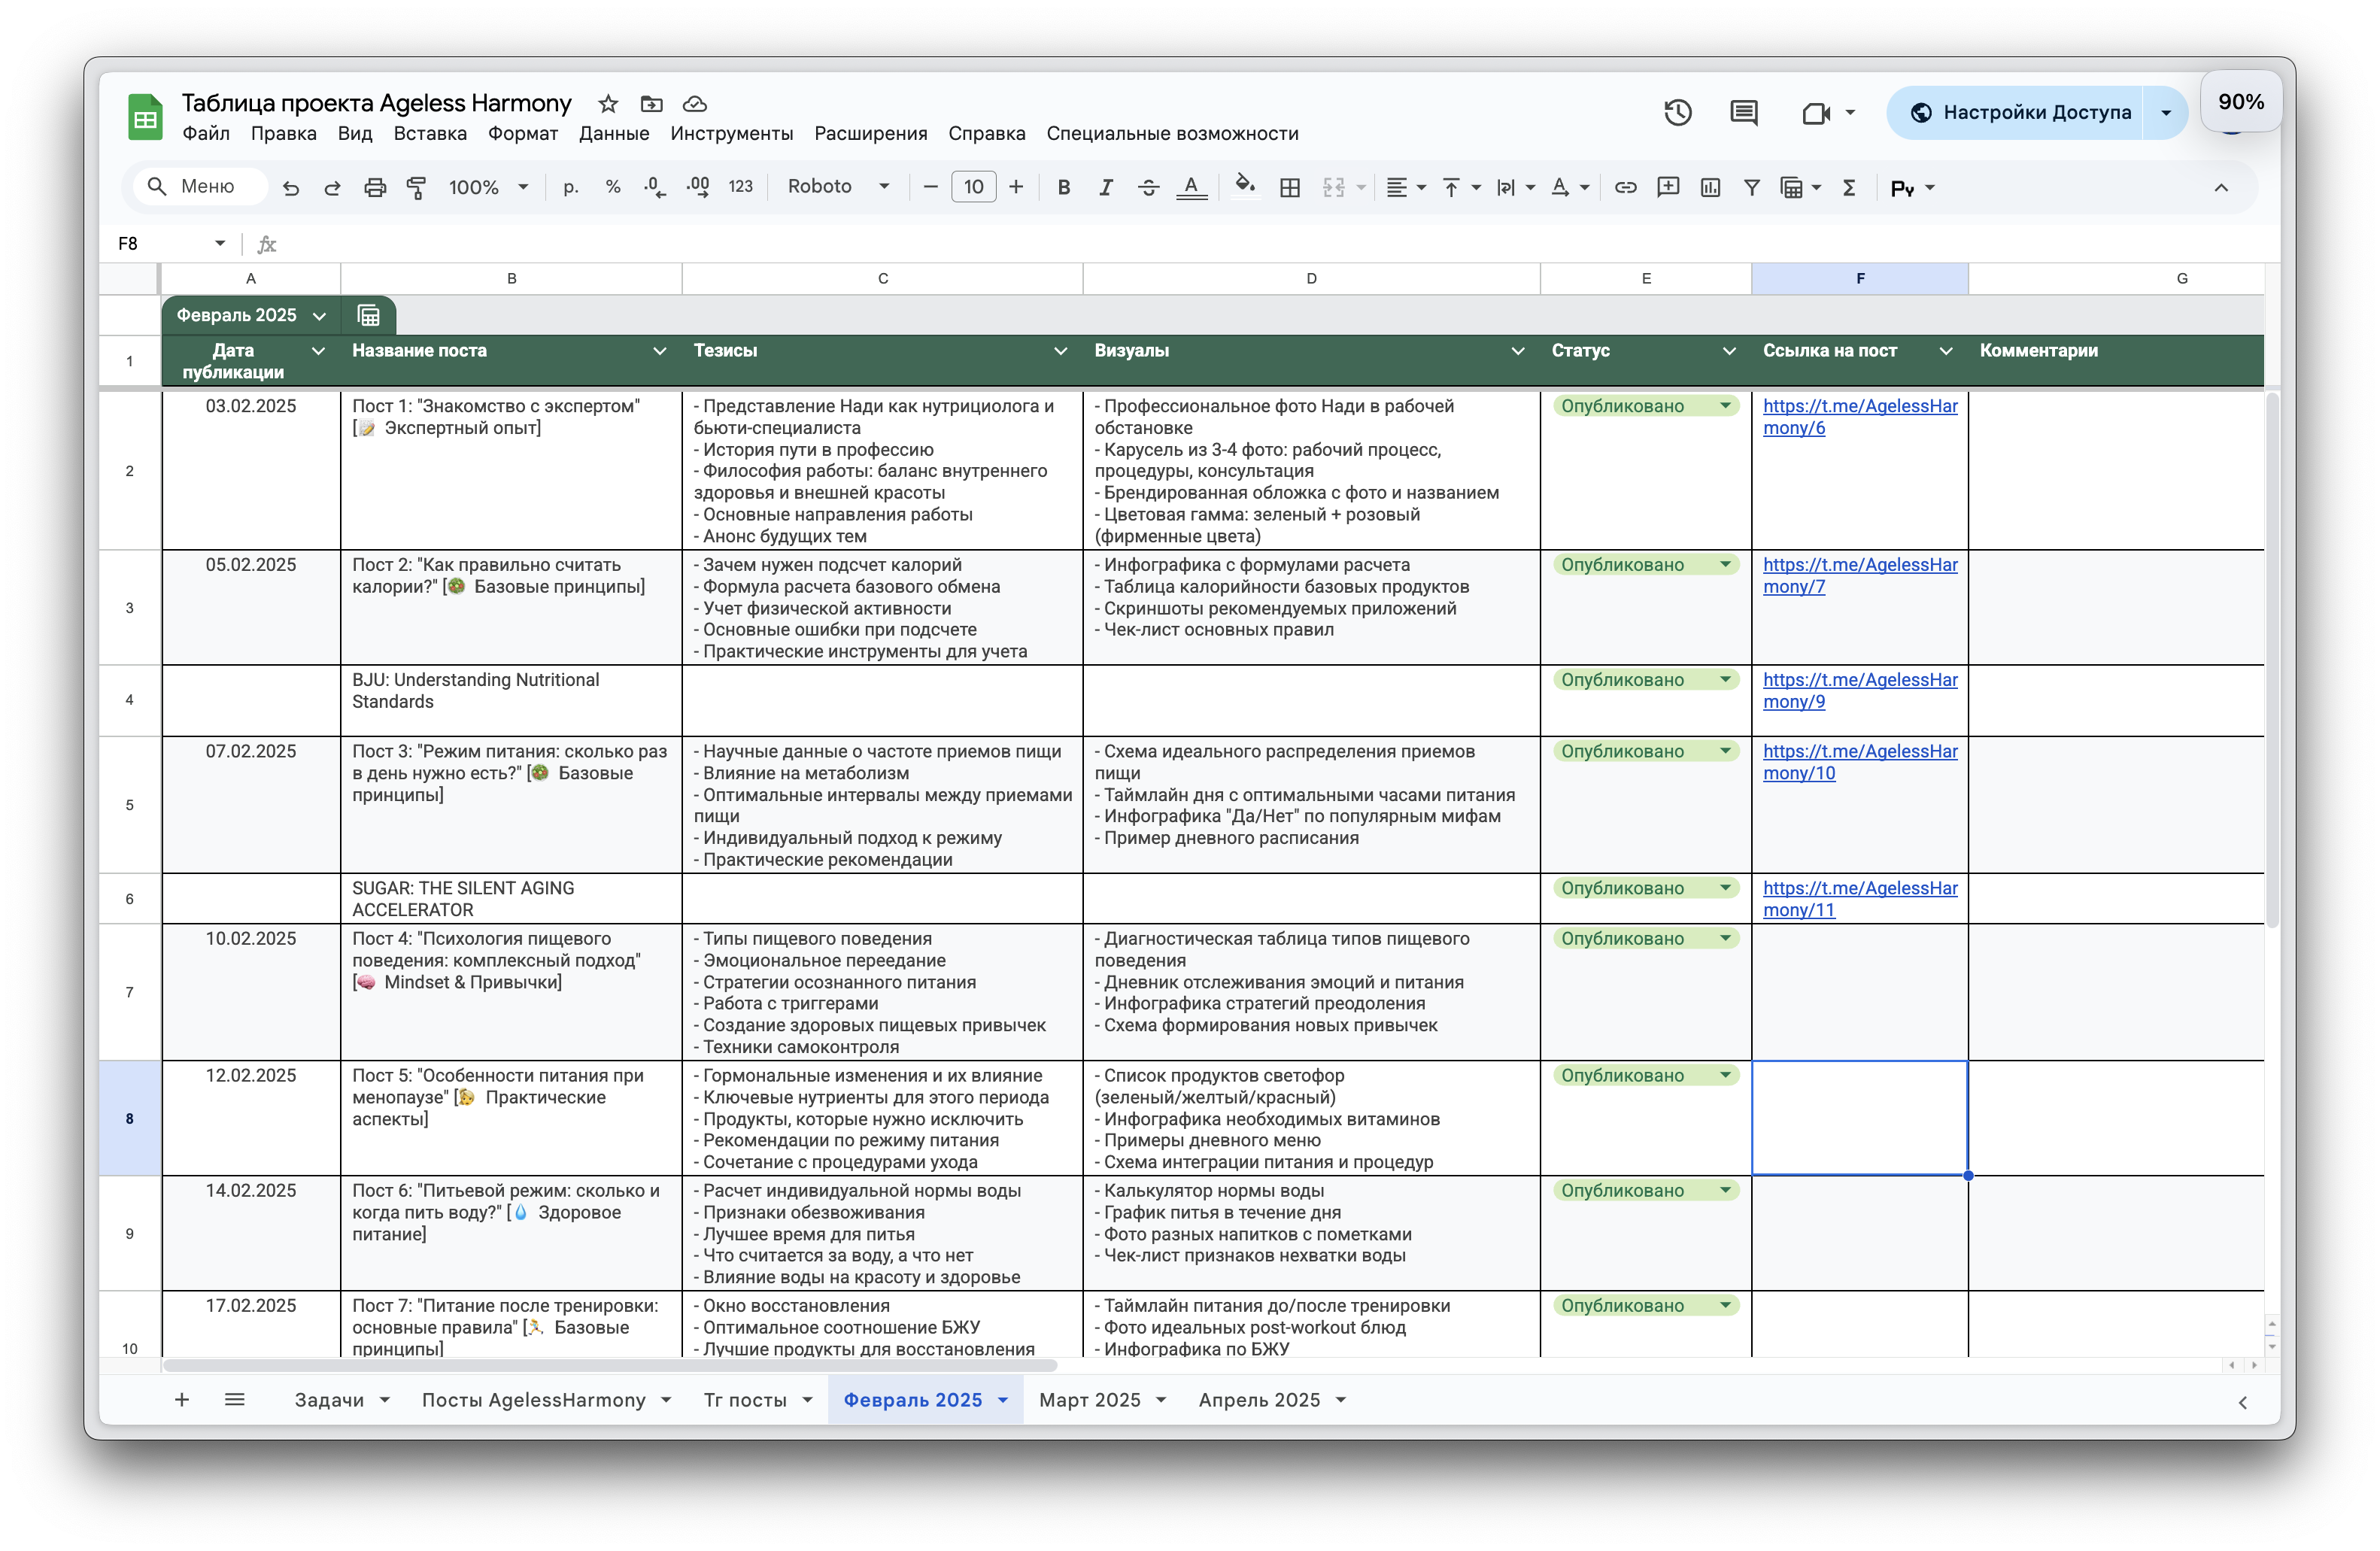 Таблица проекта Ageless Harmony
90%
Настройки Доступа
Файл Правка Вид Вставка Формат Данные Инструменты Расширения Справка Специальные возможности
Меню 100% р. % .0 .00 123 Roboto 10 B I S A Σ Py
F8 fx
A B C D E F G
Февраль 2025
1 Дата публикации Название поста Тезисы Визуалы Статус Ссылка на пост Комментарии
2
03.02.2025
Пост 1: "Знакомство с экспертом"
[📝 Экспертный опыт]
- Представление Нади как нутрициолога и
бьюти-специалиста
- История пути в профессию
- Философия работы: баланс внутреннего
здоровья и внешней красоты
- Основные направления работы
- Анонс будущих тем
- Профессиональное фото Нади в рабочей
обстановке
- Карусель из 3-4 фото: рабочий процесс,
процедуры, консультация
- Брендированная обложка с фото и названием
- Цветовая гамма: зеленый + розовый
(фирменные цвета)
Опубликовано
https://t.me/AgelessHar
mony/6
3
05.02.2025
Пост 2: "Как правильно считать
калории?" [🥗 Базовые принципы]
- Зачем нужен подсчет калорий
- Формула расчета базового обмена
- Учет физической активности
- Основные ошибки при подсчете
- Практические инструменты для учета
- Инфографика с формулами расчета
- Таблица калорийности базовых продуктов
- Скриншоты рекомендуемых приложений
- Чек-лист основных правил
Опубликовано
https://t.me/AgelessHar
mony/7
4
BJU: Understanding Nutritional
Standards
Опубликовано
https://t.me/AgelessHar
mony/9
5
07.02.2025
Пост 3: "Режим питания: сколько раз
в день нужно есть?" [🥗 Базовые
принципы]
- Научные данные о частоте приемов пищи
- Влияние на метаболизм
- Оптимальные интервалы между приемами
пищи
- Индивидуальный подход к режиму
- Практические рекомендации
- Схема идеального распределения приемов
пищи
- Таймлайн дня с оптимальными часами питания
- Инфографика "Да/Нет" по популярным мифам
- Пример дневного расписания
Опубликовано
https://t.me/AgelessHar
mony/10
6
SUGAR: THE SILENT AGING
ACCELERATOR
Опубликовано
https://t.me/AgelessHar
mony/11
7
10.02.2025
Пост 4: "Психология пищевого
поведения: комплексный подход"
[🧠 Mindset & Привычки]
- Типы пищевого поведения
- Эмоциональное переедание
- Стратегии осознанного питания
- Работа с триггерами
- Создание здоровых пищевых привычек
- Техники самоконтроля
- Диагностическая таблица типов пищевого
поведения
- Дневник отслеживания эмоций и питания
- Инфографика стратегий преодоления
- Схема формирования новых привычек
Опубликовано
8
12.02.2025
Пост 5: "Особенности питания при
менопаузе" [Практические
аспекты]
- Гормональные изменения и их влияние
- Ключевые нутриенты для этого периода
- Продукты, которые нужно исключить
- Рекомендации по режиму питания
- Сочетание с процедурами ухода
- Список продуктов светофор
(зеленый/желтый/красный)
- Инфографика необходимых витаминов
- Примеры дневного меню
- Схема интеграции питания и процедур
Опубликовано
9
14.02.2025
Пост 6: "Питьевой режим: сколько и
когда пить воду?" [💧 Здоровое
питание]
- Расчет индивидуальной нормы воды
- Признаки обезвоживания
- Лучшее время для питья
- Что считается за воду, а что нет
- Влияние воды на красоту и здоровье
- Калькулятор нормы воды
- График питья в течение дня
- Фото разных напитков с пометками
- Чек-лист признаков нехватки воды
Опубликовано
10
17.02.2025
Пост 7: "Питание после тренировки:
основные правила" [🏃 Базовые
принципы]
- Окно восстановления
- Оптимальное соотношение БЖУ
- Лучшие продукты для восстановления
- Таймлайн питания до/после тренировки
- Фото идеальных post-workout блюд
- Инфографика по БЖУ
Опубликовано
Задачи Посты AgelessHarmony Тг посты Февраль 2025 Март 2025 Апрель 2025